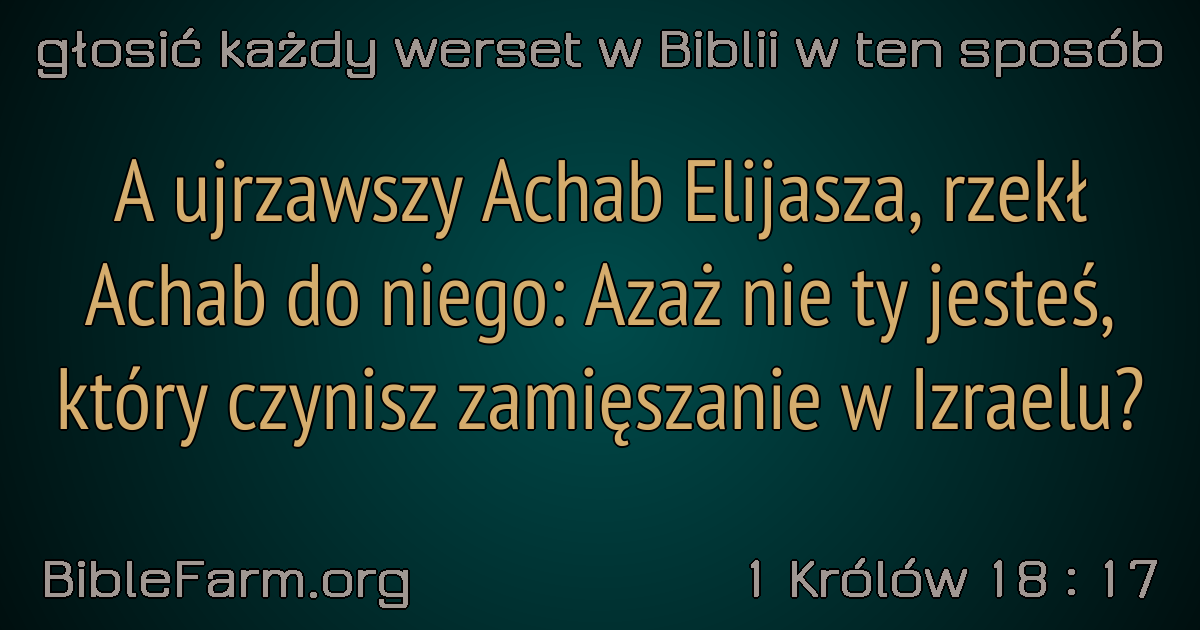 głosić każdy werset w Biblii w ten sposób
A ujrzawszy Achab Elijasza, rzekł
Achab do niego: Azaż nie ty jesteś,
który czynisz zamięszanie w Izraelu?
BibleFarm.org
1 Królów 18 : 17